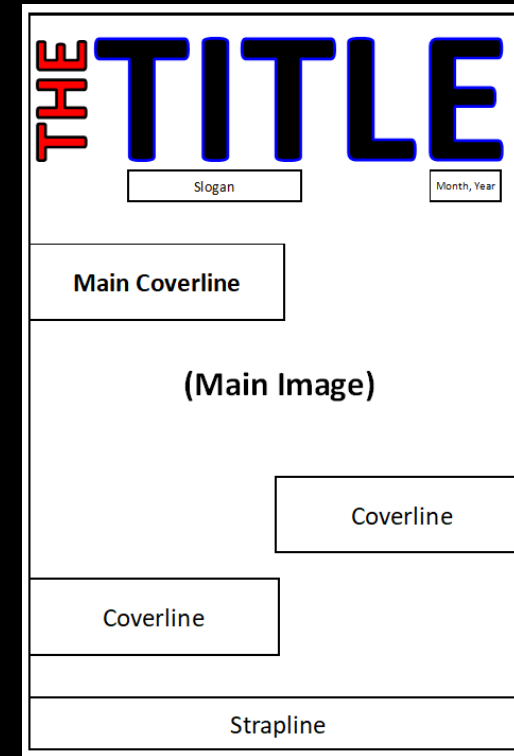 THE TITLE
Slogan
Month, Year
Main Coverline
(Main Image)
Coverline
Coverline
Strapline